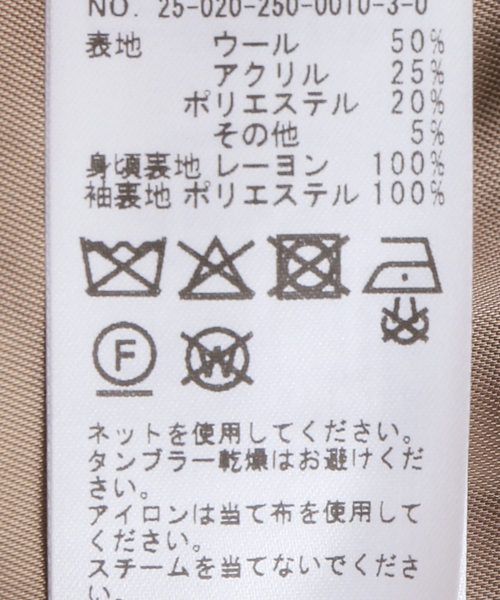 NO. 25-020-250-0010-3-0
表地 ウール 50%
アクリル 25%
ポリエステル 20%
その他 5%
身頃裏地 レーヨン 100%
袖裏地 ポリエステル 100%
F W
ネットを使用してください。
タンブラー乾燥はお避けくだ
さい。
アイロンは当て布を使用して
ください。
スチームを当てないでくださ
い。